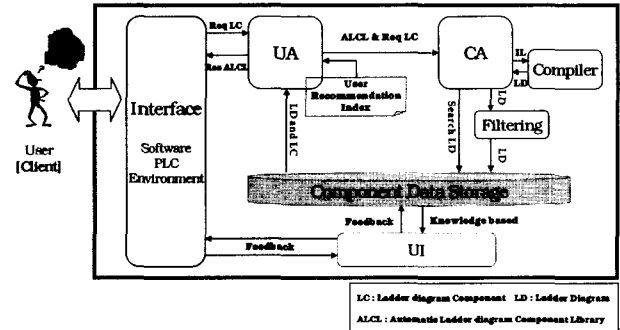 Req LC
Rec ALCL
UA
ALCL & Req LC
CA
IL
LD
Compiler
User
Recommendation
Index
Interface
Software
PLC
Environment
User
[Client]
LD and LC
Search LD
LD
Filtering
LD
Component Data Storage
Feedback
Knowledge based
Feedback
UI
LC : Ladder diagram Component LD : Ladder Diagram
ALCL : Automatic Ladder diagram Component Library